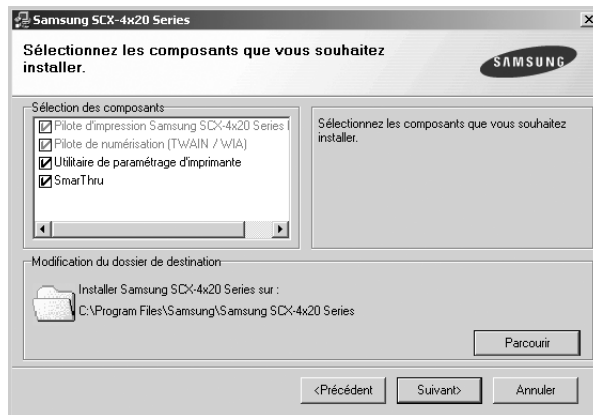 Samsung SCX-4x20 Series
Sélectionnez les composants que vous souhaitez
installer.
SAMSUNG
Sélection des composants
Pilote d'impression Samsung SCX-4x20 Series
Pilote de numérisation (TWAIN / WIA)
Utilitaire de paramétrage d'imprimante
SmarThru
Sélectionnez les composants que vous souhaitez
installer.
Modification du dossier de destination
Installer Samsung SCX-4x20 Series sur :
C:\Program Files\Samsung\Samsung SCX-4x20 Series
Parcourir
<Précédent
Suivant>
Annuler